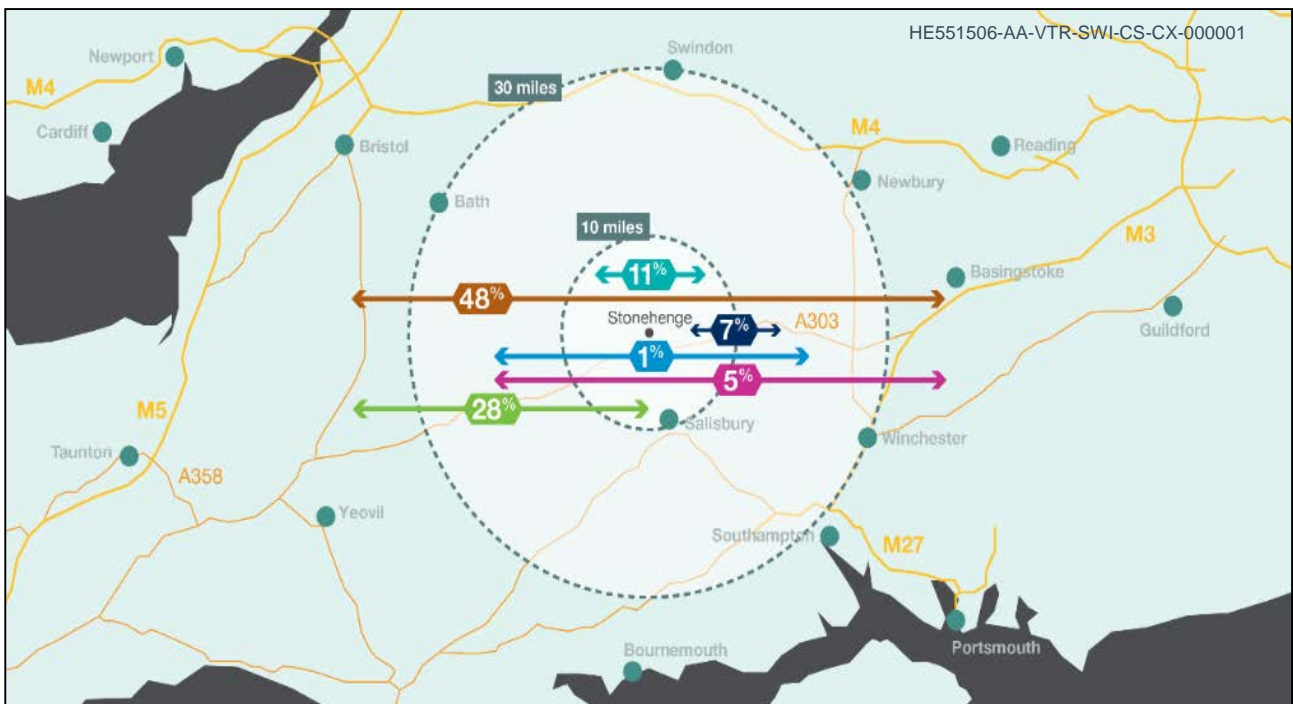 HE551506-AA-VTR-SWI-CS-CX-000001
Newport
Swindon
M4
30 miles
Cardiff
Bristol
M4
Reading
Newbury
Bath
10 miles
M3
11%
Basingstoke
48%
Stonehenge
7%
A303
Guildford
1%
5%
28%
M5
Salisbury
Winchester
Taunton
A358
Yeovil
Southampton
M27
Bournemouth
Portsmouth